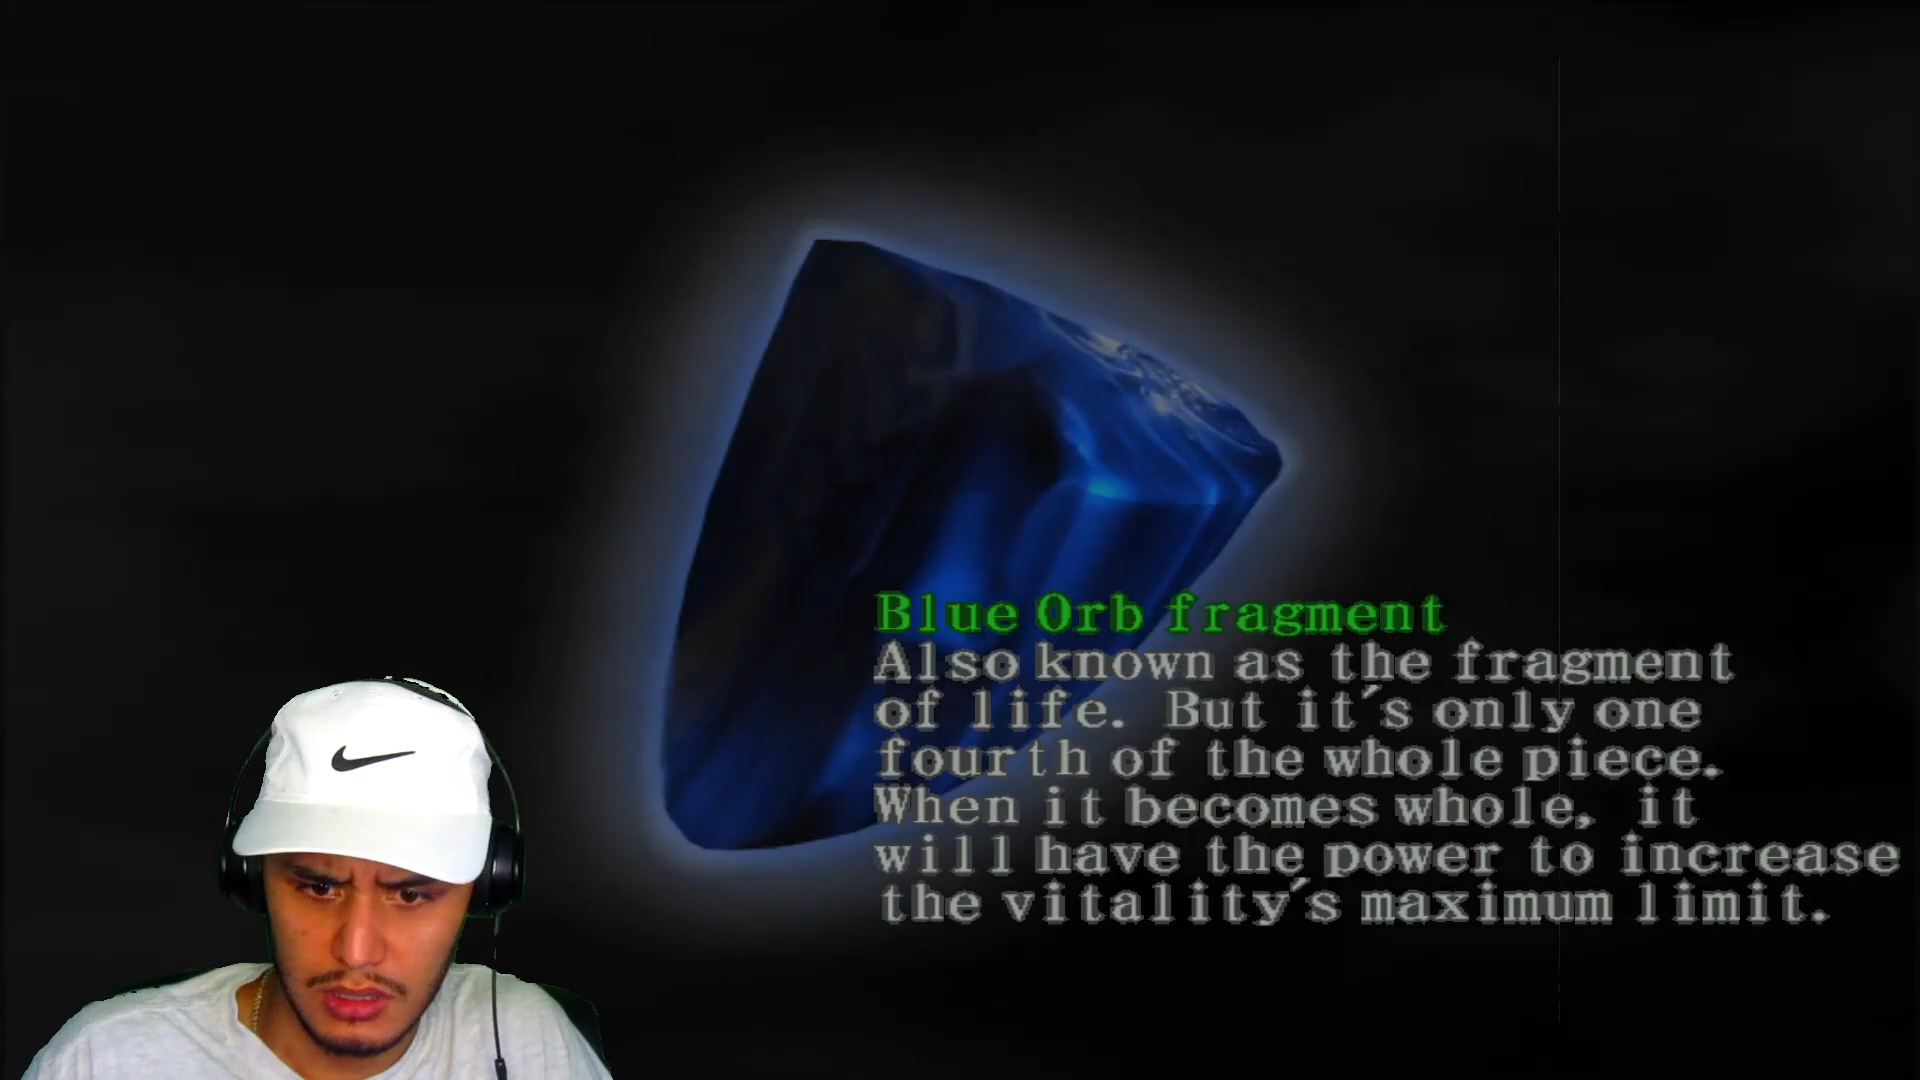 Blue Orb fragment
Also known as the fragment
of life. But it's only one
fourth of the whole piece.
When it becomes whole, it
will have the power to increase
the vitality's maximum limit.